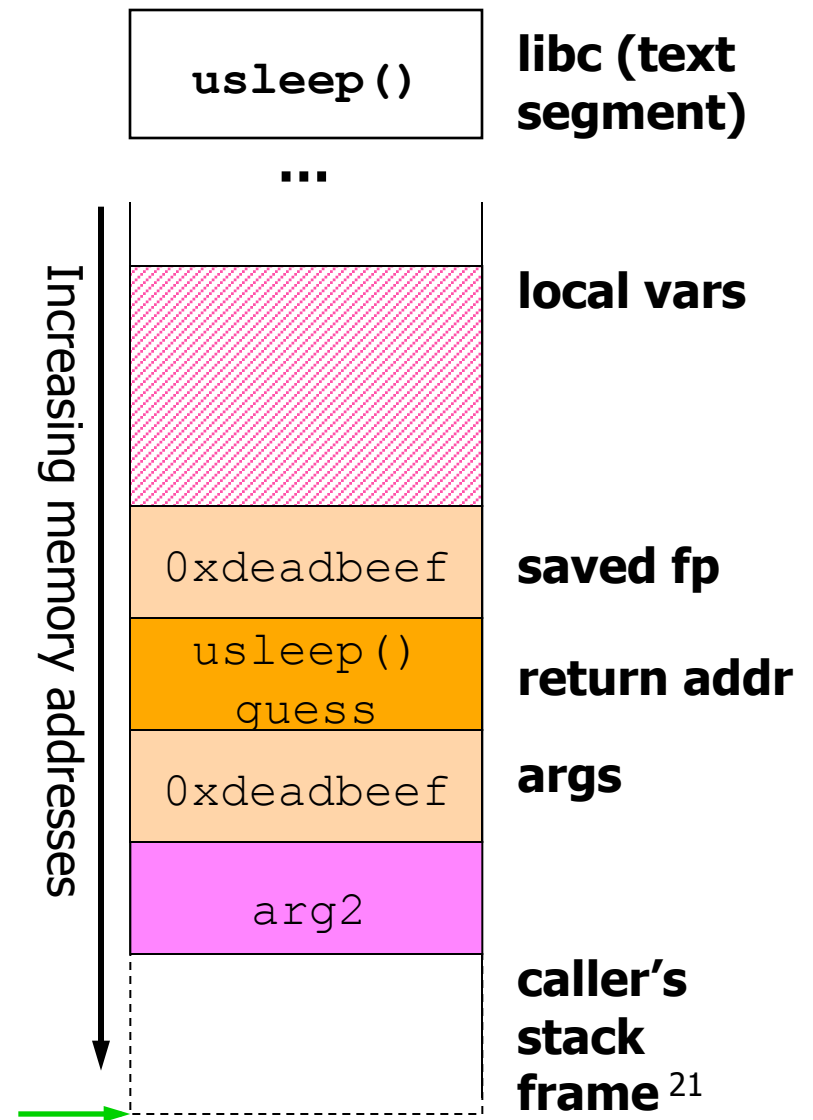 usleep()
libc (text
segment)
...
Increasing memory addresses
local vars
0xdeadbeef
saved fp
usleep()
guess
return addr
0xdeadbeef
args
arg2
caller’s
stack
frame 21